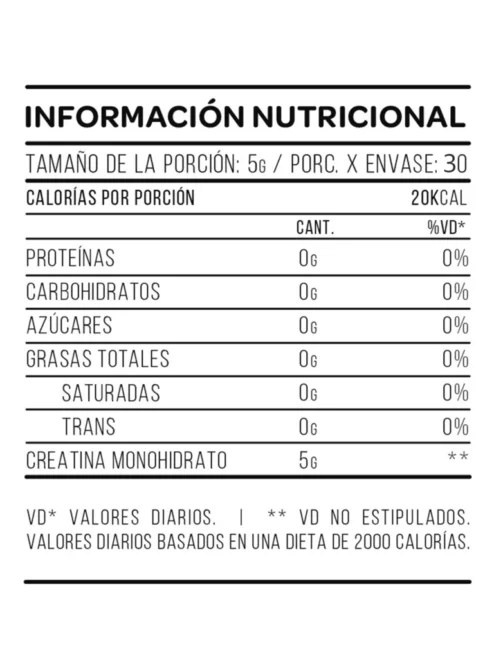 INFORMACIÓN NUTRICIONAL
TAMAÑO DE LA PORCIÓN: 5G / PORC. X ENVASE: 30
CALORÍAS POR PORCIÓN 20KCAL
CANT. %VD*
PROTEÍNAS 0G 0%
CARBOHIDRATOS 0G 0%
AZÚCARES 0G 0%
GRASAS TOTALES 0G 0%
SATURADAS 0G 0%
TRANS 0G 0%
CREATINA MONOHIDRATO 5G **
VD* VALORES DIARIOS. | ** VD NO ESTIPULADOS.
VALORES DIARIOS BASADOS EN UNA DIETA DE 2000 CALORÍAS.